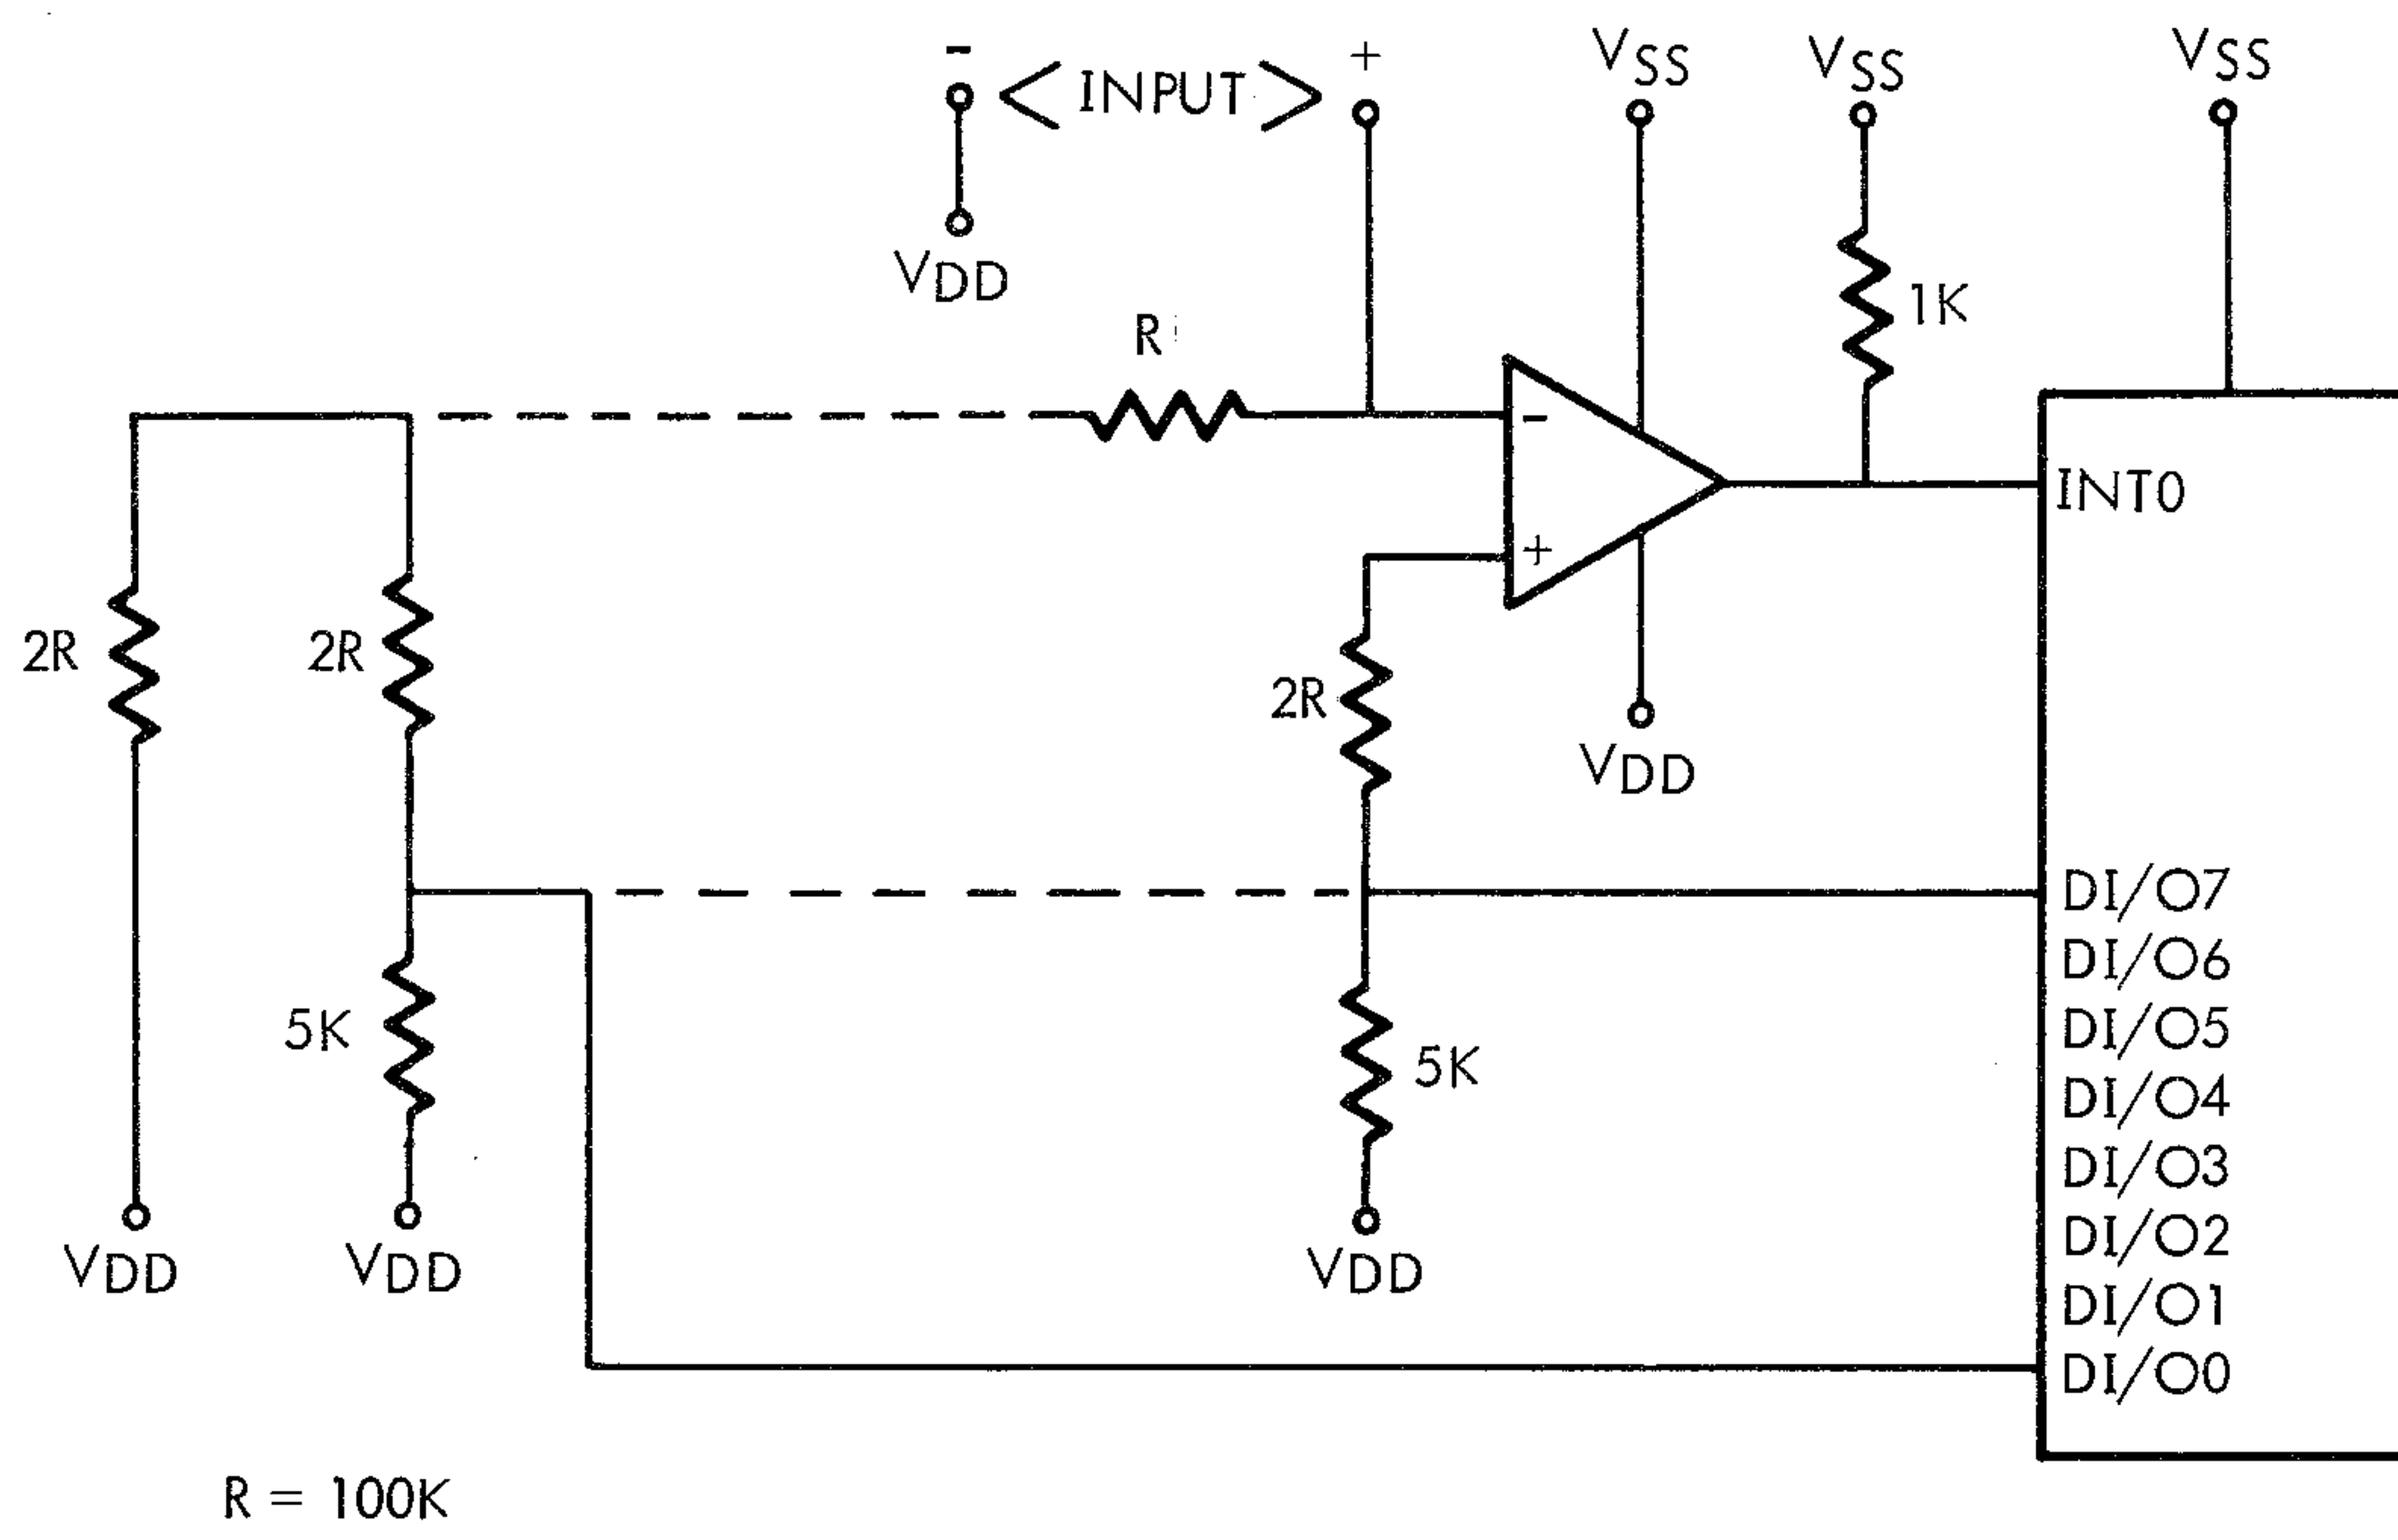 - < INPUT > +
VSS
VSS
VSS
VDD
R
1K
-
+
INT0
2R
2R
2R
VDD
DI/O7
DI/O6
DI/O5
DI/O4
DI/O3
DI/O2
DI/O1
DI/O0
5K
5K
VDD
VDD
VDD
R = 100K